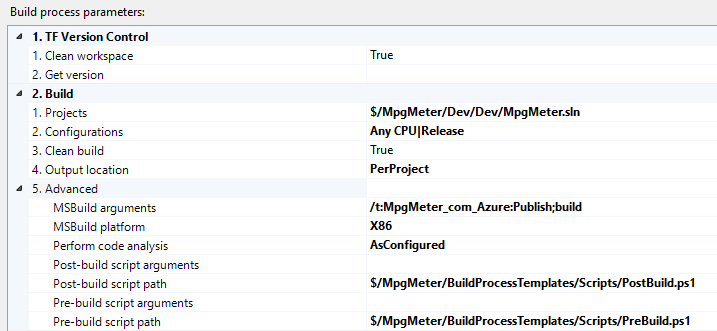 Build process parameters:
1. TF Version Control
1. Clean workspace True
2. Get version
2. Build
1. Projects $/MpgMeter/Dev/Dev/MpgMeter.sln
2. Configurations Any CPU|Release
3. Clean build True
4. Output location PerProject
5. Advanced
MSBuild arguments /t:MpgMeter_com_Azure:Publish;build
MSBuild platform X86
Perform code analysis AsConfigured
Post-build script arguments
Post-build script path $/MpgMeter/BuildProcessTemplates/Scripts/PostBuild.ps1
Pre-build script arguments
Pre-build script path $/MpgMeter/BuildProcessTemplates/Scripts/PreBuild.ps1